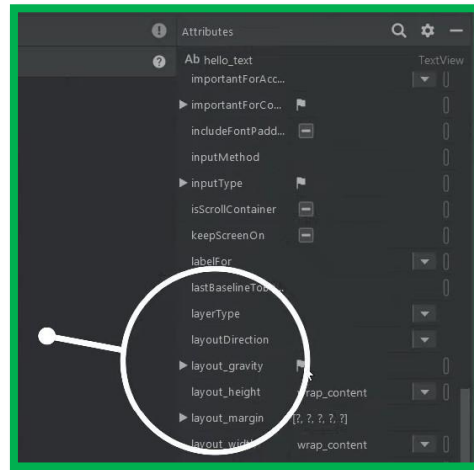 Attributes
Ab hello_text TextView
importantForAcc...
importantForCo...
includeFontPadd...
inputMethod
inputType
isScrollContainer
keepScreenOn
labelFor
lastBaselineToBo...
layerType
layoutDirection
layout_gravity
layout_height wrap_content
layout_margin [?, ?, ?, ?, ?]
layout_width wrap_content